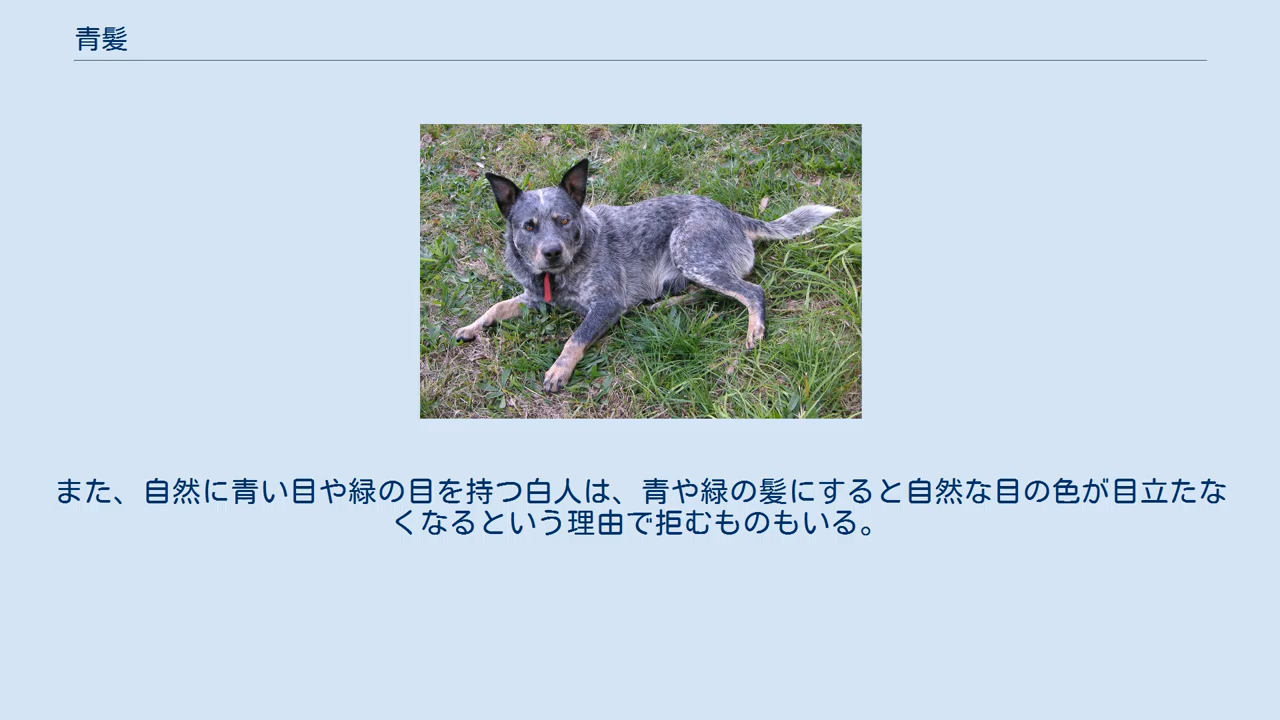 青髪
また、自然に青い目や緑の目を持つ白人は、青や緑の髪にすると自然な目の色が目立たな
くなるという理由で拒むものもいる。